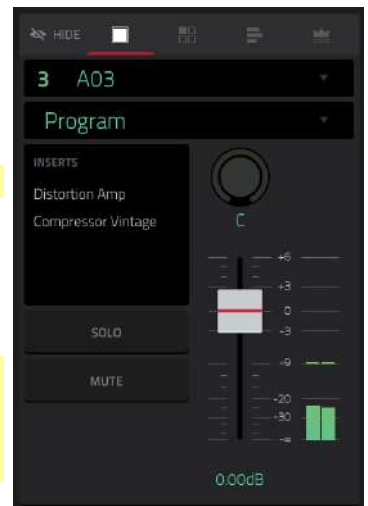 HIDE
3 A03
Program
INSERTS
Distortion Amp
Compressor Vintage
C
+6
+3
0
-3
-9
-20
-30
-∞
SOLO
MUTE
0.00dB